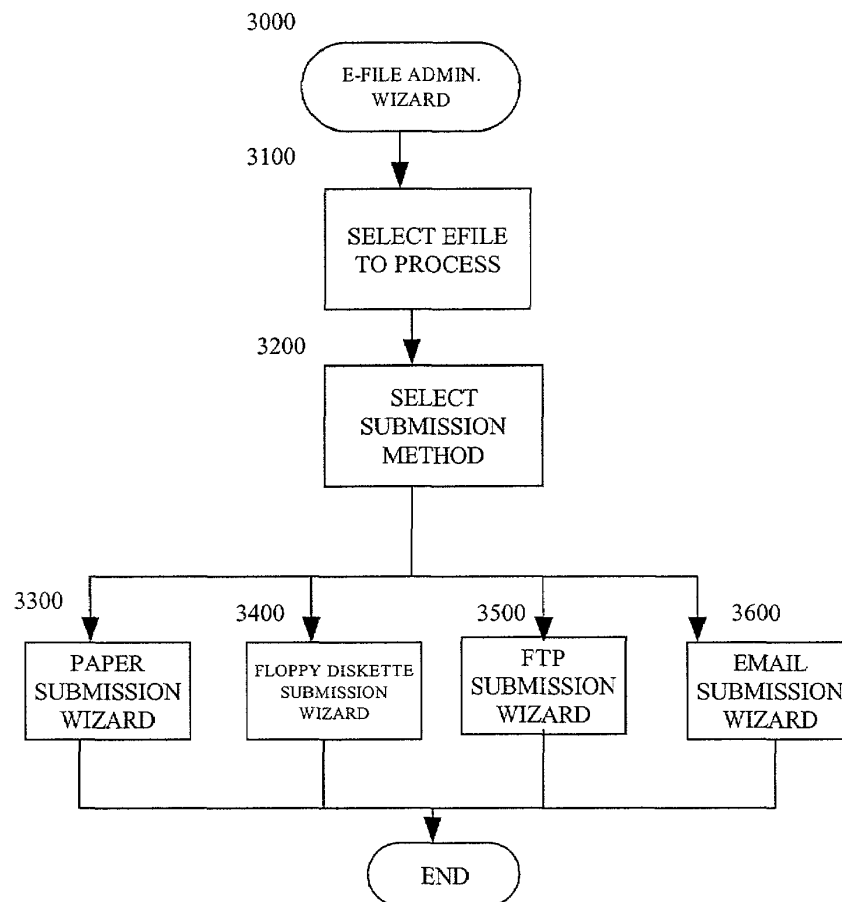 3000
E-FILE ADMIN.
WIZARD
3100
SELECT EFILE
TO PROCESS
3200
SELECT
SUBMISSION
METHOD
3300
PAPER
SUBMISSION
WIZARD
3400
FLOPPY DISKETTE
SUBMISSION
WIZARD
3500
FTP
SUBMISSION
WIZARD
3600
EMAIL
SUBMISSION
WIZARD
END